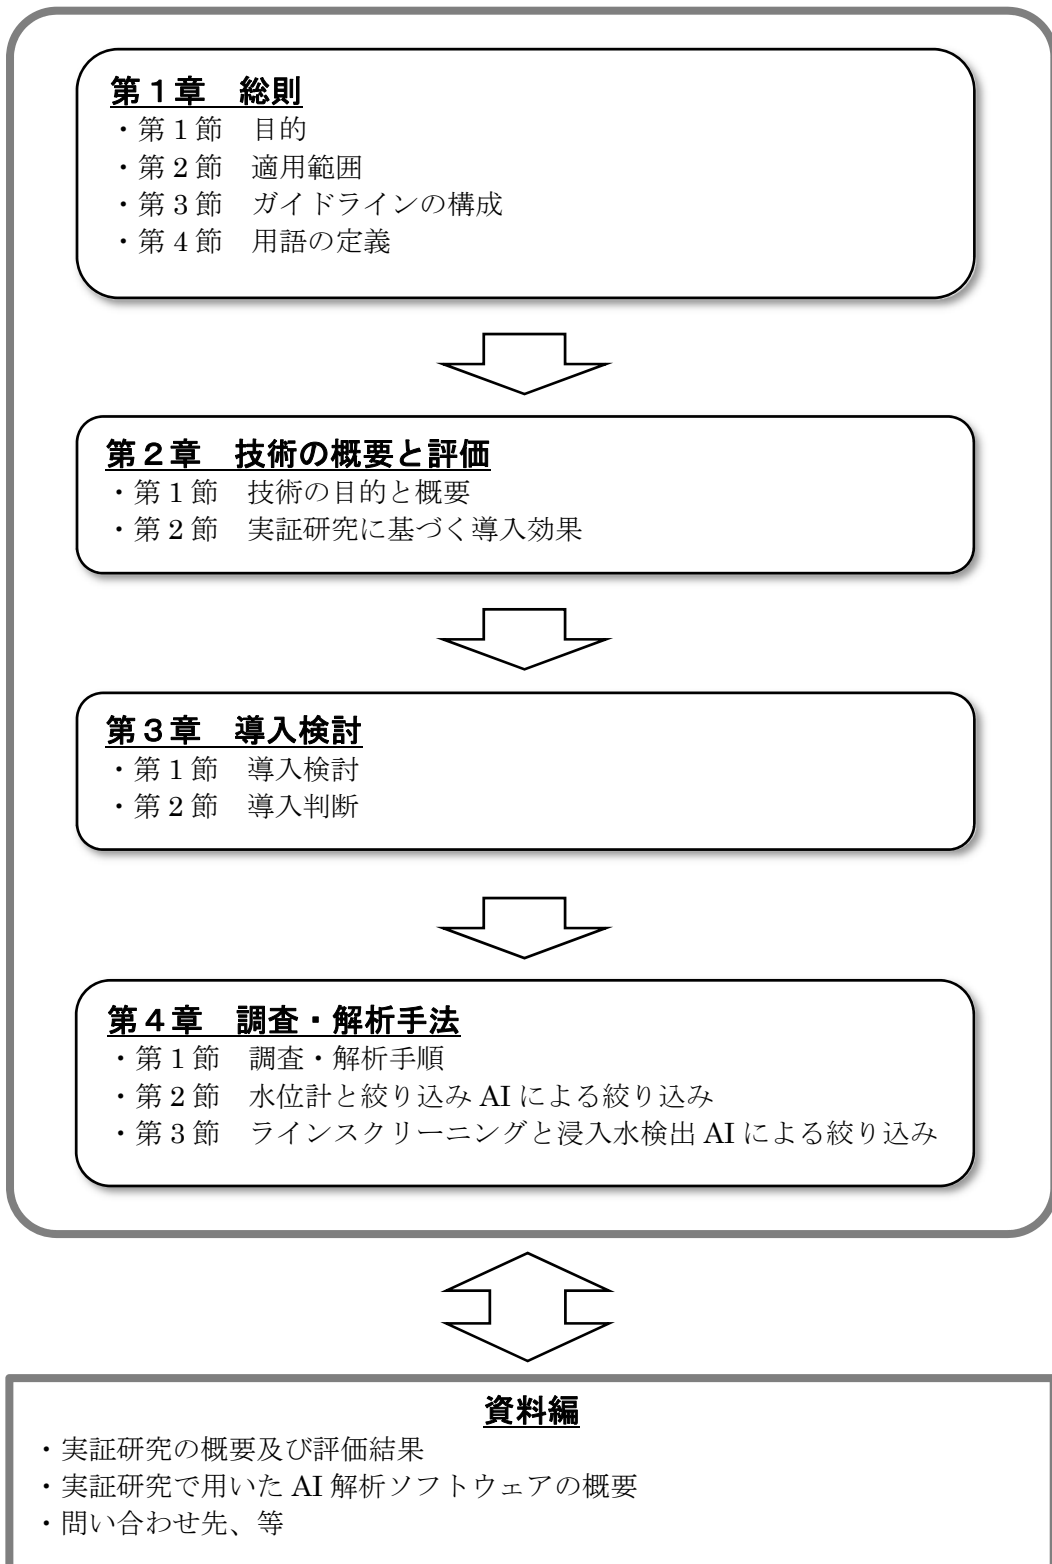 第１章　総則
・第 1 節　目的
・第 2 節　適用範囲
・第 3 節　ガイドラインの構成
・第 4 節　用語の定義
第２章　技術の概要と評価
・第 1 節　技術の目的と概要
・第 2 節　実証研究に基づく導入効果
第３章　導入検討
・第 1 節　導入検討
・第 2 節　導入判断
第４章　調査・解析手法
・第 1 節　調査・解析手順
・第 2 節　水位計と絞り込み AI による絞り込み
・第 3 節　ラインスクリーニングと浸入水検出 AI による絞り込み
資料編
・実証研究の概要及び評価結果
・実証研究で用いた AI 解析ソフトウェアの概要
・問い合わせ先、等